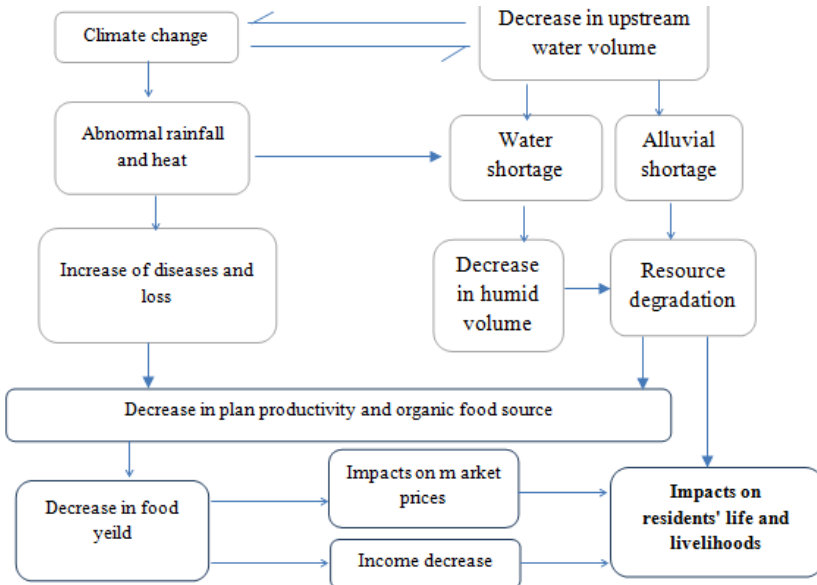 Climate change
Decrease in upstream
water volume
Abnormal rainfall
and heat
Water
shortage
Alluvial
shortage
Increase of diseases and
loss
Decrease
in humid
volume
Resource
degradation
Decrease in plan productivity and organic food source
Decrease in food
yeild
Impacts on m arket
prices
Income decrease
Impacts on
residents' life and
livelihoods